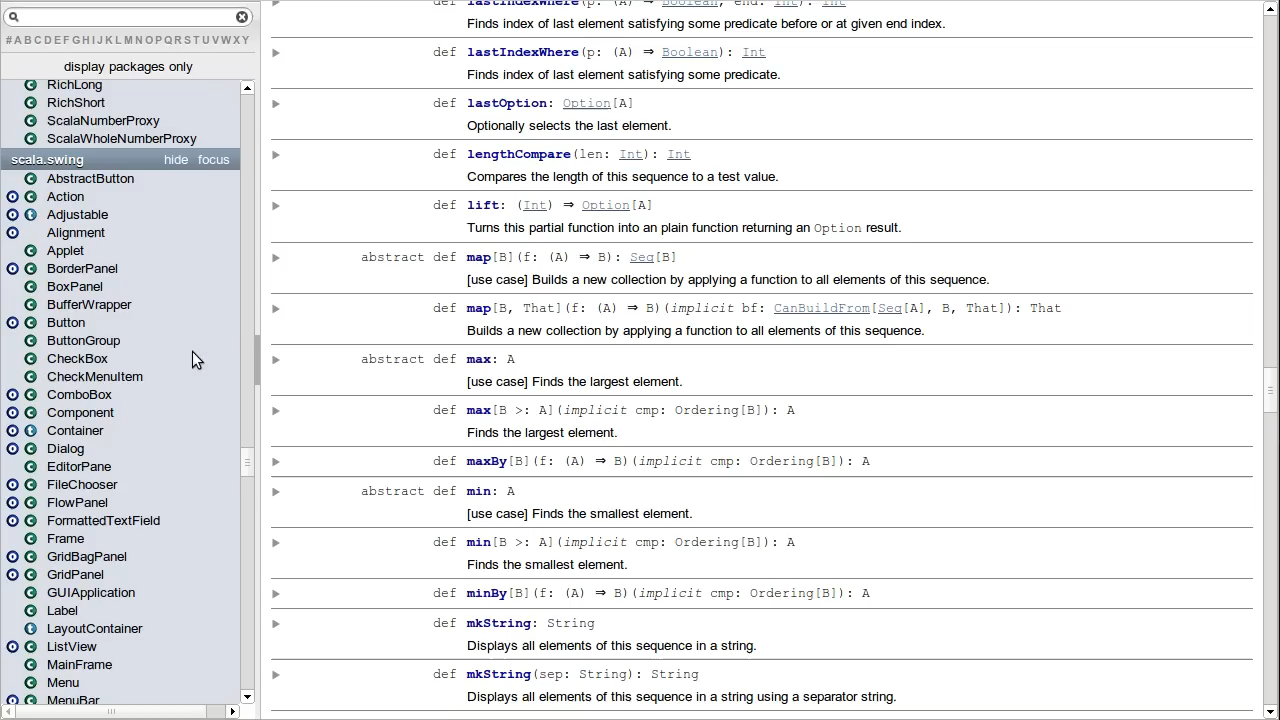 #ABCDEFGHIJKLMNOPQRSTUVWXY
display packages only
RichLong
RichShort
ScalaNumberProxy
ScalaWholeNumberProxy
scala.swing hide focus
AbstractButton
Action
Adjustable
Alignment
Applet
BorderPanel
BoxPanel
BufferWrapper
Button
ButtonGroup
CheckBox
CheckMenuItem
ComboBox
Component
Container
Dialog
EditorPane
FileChooser
FlowPanel
FormattedTextField
Frame
GridBagPanel
GridPanel
GUIApplication
Label
LayoutContainer
ListView
MainFrame
Menu
MenuBar
def lastIndexWhere(p: (A) ⇒ Boolean, end: Int): Int
Finds index of last element satisfying some predicate before or at given end index.
def lastIndexWhere(p: (A) ⇒ Boolean): Int
Finds index of last element satisfying some predicate.
def lastOption: Option[A]
Optionally selects the last element.
def lengthCompare(len: Int): Int
Compares the length of this sequence to a test value.
def lift: (Int) ⇒ Option[A]
Turns this partial function into an plain function returning an Option result.
abstract def map[B](f: (A) ⇒ B): Seq[B]
[use case] Builds a new collection by applying a function to all elements of this sequence.
def map[B, That](f: (A) ⇒ B)(implicit bf: CanBuildFrom[Seq[A], B, That]): That
Builds a new collection by applying a function to all elements of this sequence.
abstract def max: A
[use case] Finds the largest element.
def max[B >: A](implicit cmp: Ordering[B]): A
Finds the largest element.
def maxBy[B](f: (A) ⇒ B)(implicit cmp: Ordering[B]): A
abstract def min: A
[use case] Finds the smallest element.
def min[B >: A](implicit cmp: Ordering[B]): A
Finds the smallest element.
def minBy[B](f: (A) ⇒ B)(implicit cmp: Ordering[B]): A
def mkString: String
Displays all elements of this sequence in a string.
def mkString(sep: String): String
Displays all elements of this sequence in a string using a separator string.